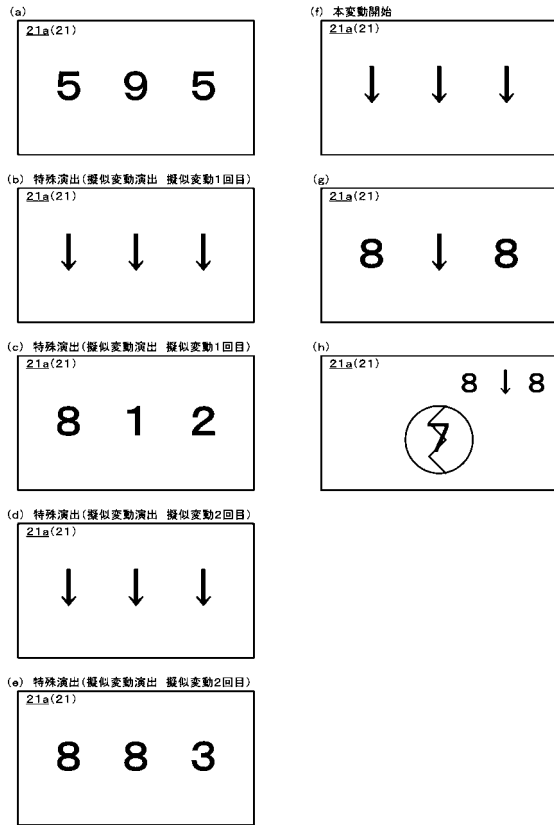 (a)
21a(21)
5 9 5
(b) 特殊演出(擬似変動演出 擬似変動1回目)
21a(21)
↓ ↓ ↓
(c) 特殊演出(擬似変動演出 擬似変動1回目)
21a(21)
8 1 2
(d) 特殊演出(擬似変動演出 擬似変動2回目)
21a(21)
↓ ↓ ↓
(e) 特殊演出(擬似変動演出 擬似変動2回目)
21a(21)
8 8 3
(f) 本変動開始
21a(21)
↓ ↓ ↓
(g)
21a(21)
8 ↓ 8
(h)
21a(21)
8 ↓ 8
7